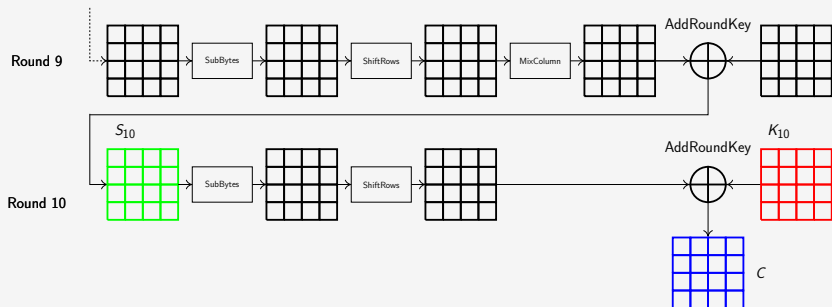 AddRoundKey
Round 9
SubBytes
ShiftRows
MixColumn
S10
K10
AddRoundKey
Round 10
SubBytes
ShiftRows
C